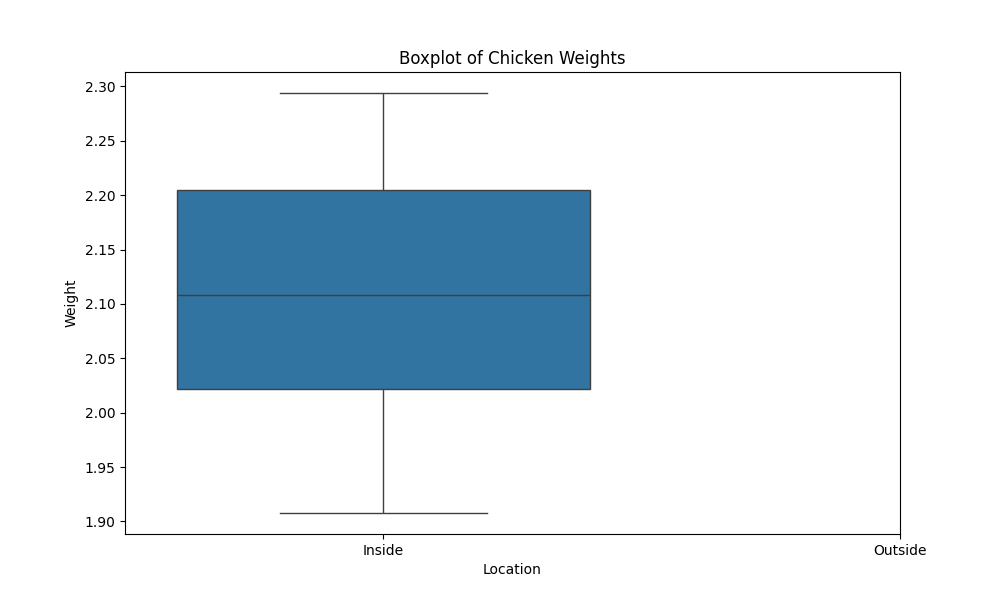 Boxplot of Chicken Weights
2.30
2.25
2.20
2.15
2.10
2.05
2.00
1.95
1.90
Weight
Inside Outside
Location